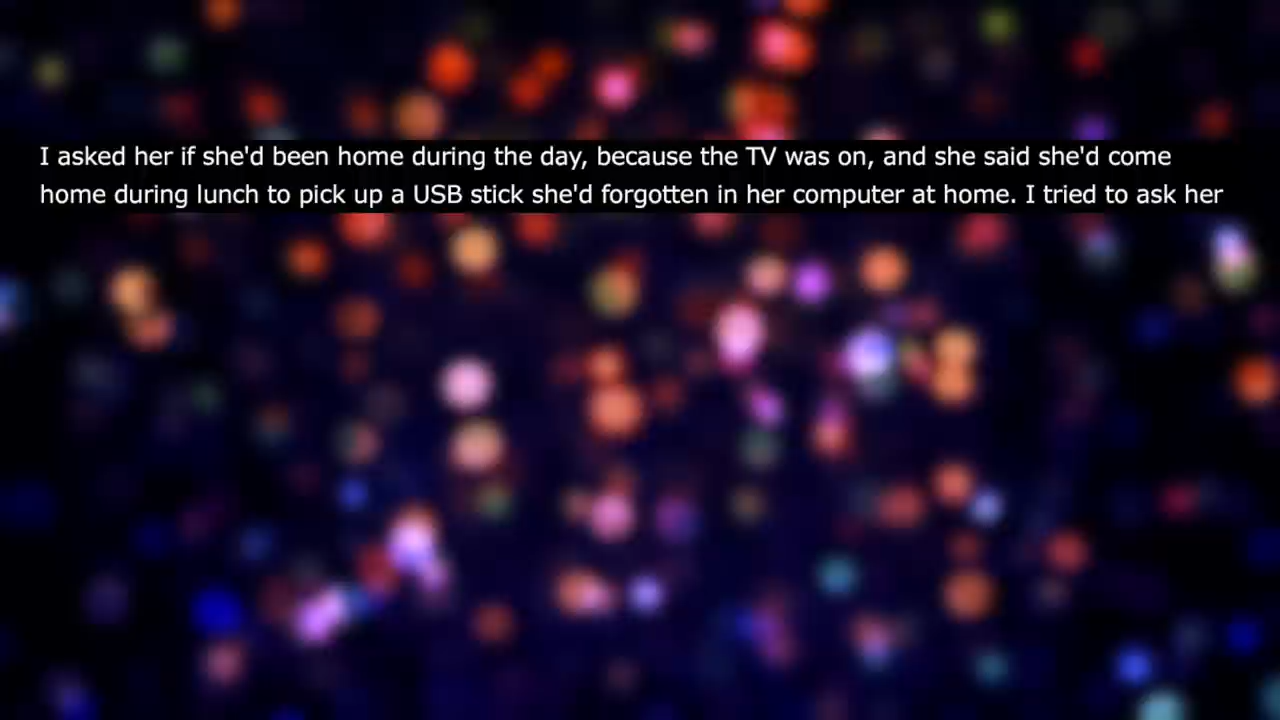 I asked her if she'd been home during the day, because the TV was on, and she said she'd come
home during lunch to pick up a USB stick she'd forgotten in her computer at home. I tried to ask her